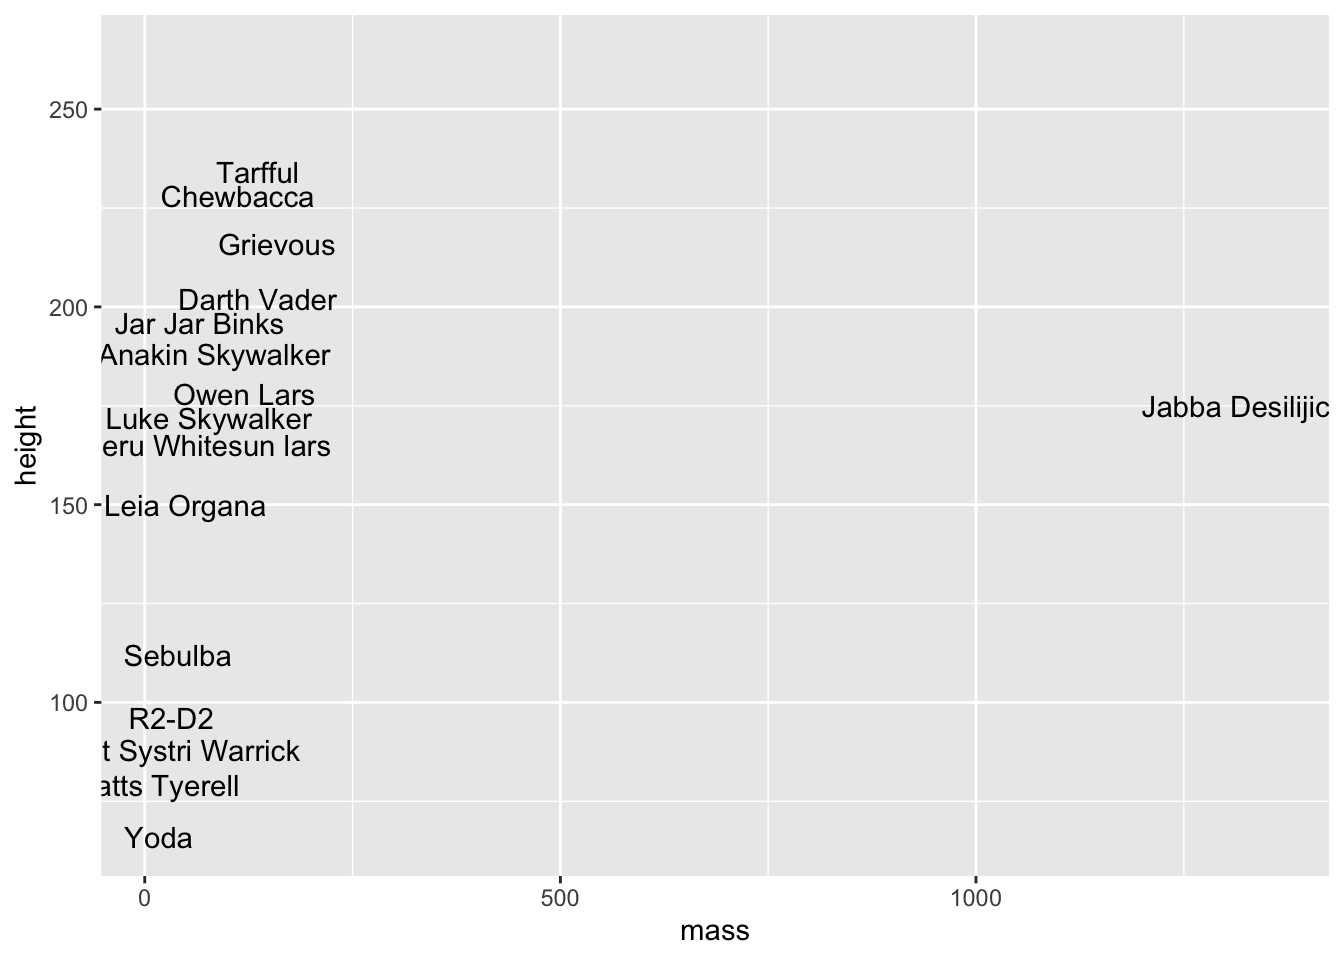 250
Tarfful
Chewbacca
Grievous
200
Darth Vader
Jar Jar Binks
Anakin Skywalker
Owen Lars
Jabba Desilijic
Luke Skywalker
eru Whitesun lars
height
150
Leia Organa
Sebulba
100
R2-D2
t Systri Warrick
atts Tyerell
Yoda
0 500 1000
mass